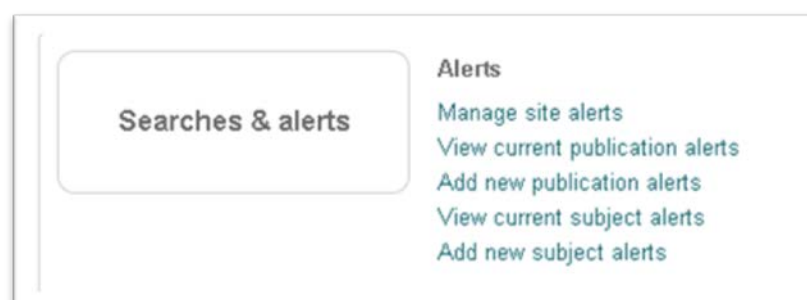 Searches & alerts
Alerts
Manage site alerts
View current publication alerts
Add new publication alerts
View current subject alerts
Add new subject alerts